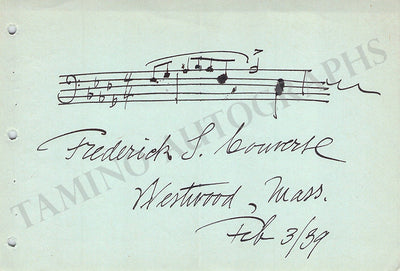 TAMINO AUTOGRAPHS
Frederick S. Converse
Westwood, Mass.
Feb 3/39